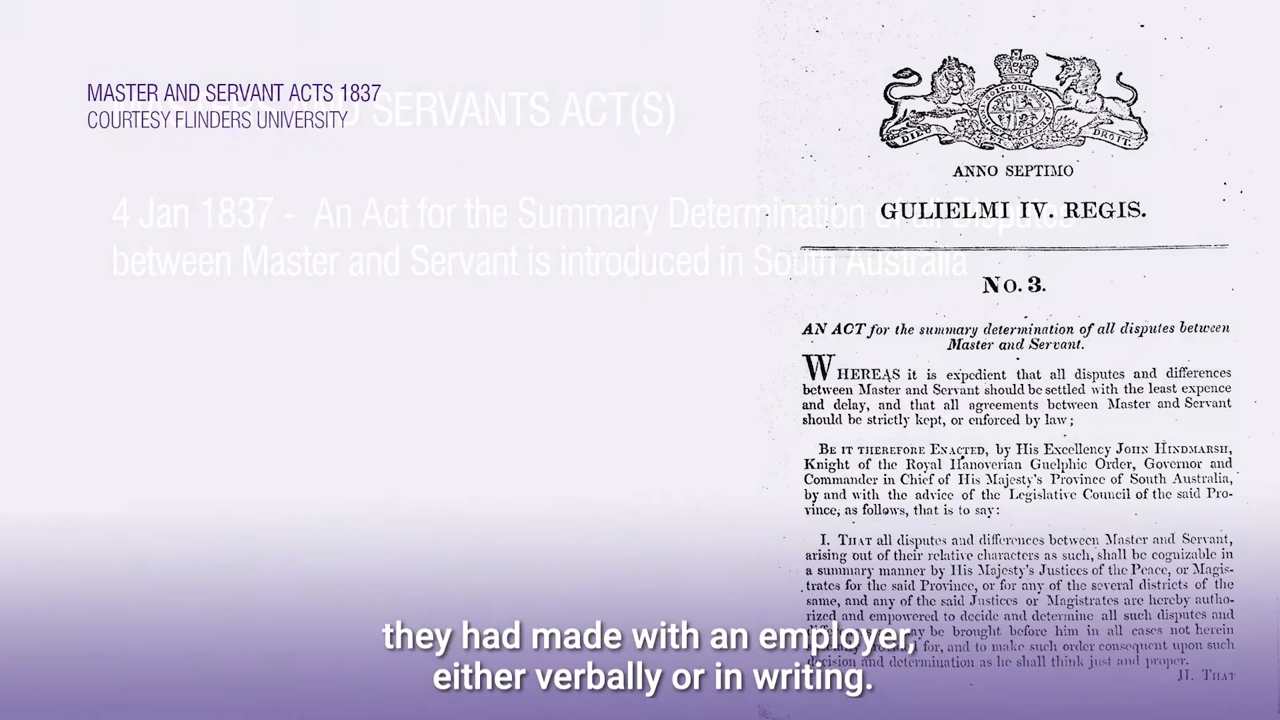 MASTER AND SERVANT ACTS 1837
COURTESY FLINDERS UNIVERSITY
SERVANTS ACT(S)
4 Jan 1837 - An Act for the Summary Determination of all Disputes
between Master and Servant is introduced in South Australia
DIEU
DROIT
ANNO SEPTIMO
GULIELMI IV. REGIS.
No. 3.
AN ACT for the summary determination of all disputes between
Master and Servant.
WHEREAS it is expedient that all disputes and differences
between Master and Servant should be settled with the least expence
and delay, and that all agreements between Master and Servant
should be strictly kept, or enforced by law;
BE IT THEREFORE ENACTED, by His Excellency JOHN HINDMARSH,
Knight of the Royal Hanoverian Guelphic Order, Governor and
Commander in Chief of His Majesty's Province of South Australia,
by and with the advice of the Legislative Council of the said Pro-
vince, as follows, that is to say:
I. THAT all disputes and differences between Master and Servant,
arising out of their relative characters as such, shall be cognizable in
a summary manner by His Majesty's Justices of the Peace, or Magis-
trates for the said Province, or for any of the several districts of the
same, and any of the said Justices or Magistrates are hereby autho-
rized and empowered to decide and determine all such disputes and
may be brought before him in all cases not herein
for, and to make such order consequent upon such
decision and determination as he shall think just and proper.
II. THAT
they had made with an employer,
either verbally or in writing.